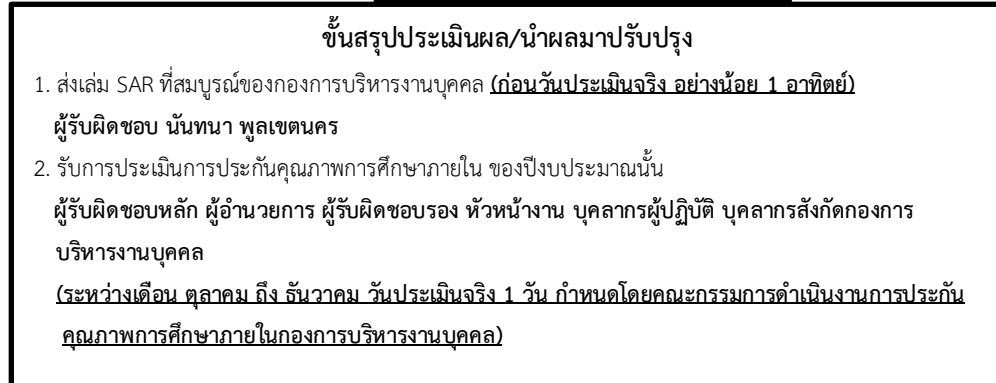 ขั้นสรุปประเมินผล/นำผลมาปรับปรุง
1. ส่งเล่ม SAR ที่สมบูรณ์ของกองการบริหารงานบุคคล (ก่อนวันประเมินจริง อย่างน้อย 1 อาทิตย์)
ผู้รับผิดชอบ นันทนา พูลเขตนคร
2. รับการประเมินการประกันคุณภาพการศึกษาภายใน ของปีงบประมาณนั้น
ผู้รับผิดชอบหลัก ผู้อำนวยการ ผู้รับผิดชอบรอง หัวหน้างาน บุคลากรผู้ปฏิบัติ บุคลากรสังกัดกองการ
บริหารงานบุคคล
(ระหว่างเดือน ตุลาคม ถึง ธันวาคม วันประเมินจริง 1 วัน กำหนดโดยคณะกรรมการดำเนินงานการประกัน
คุณภาพการศึกษาภายในกองการบริหารงานบุคคล)